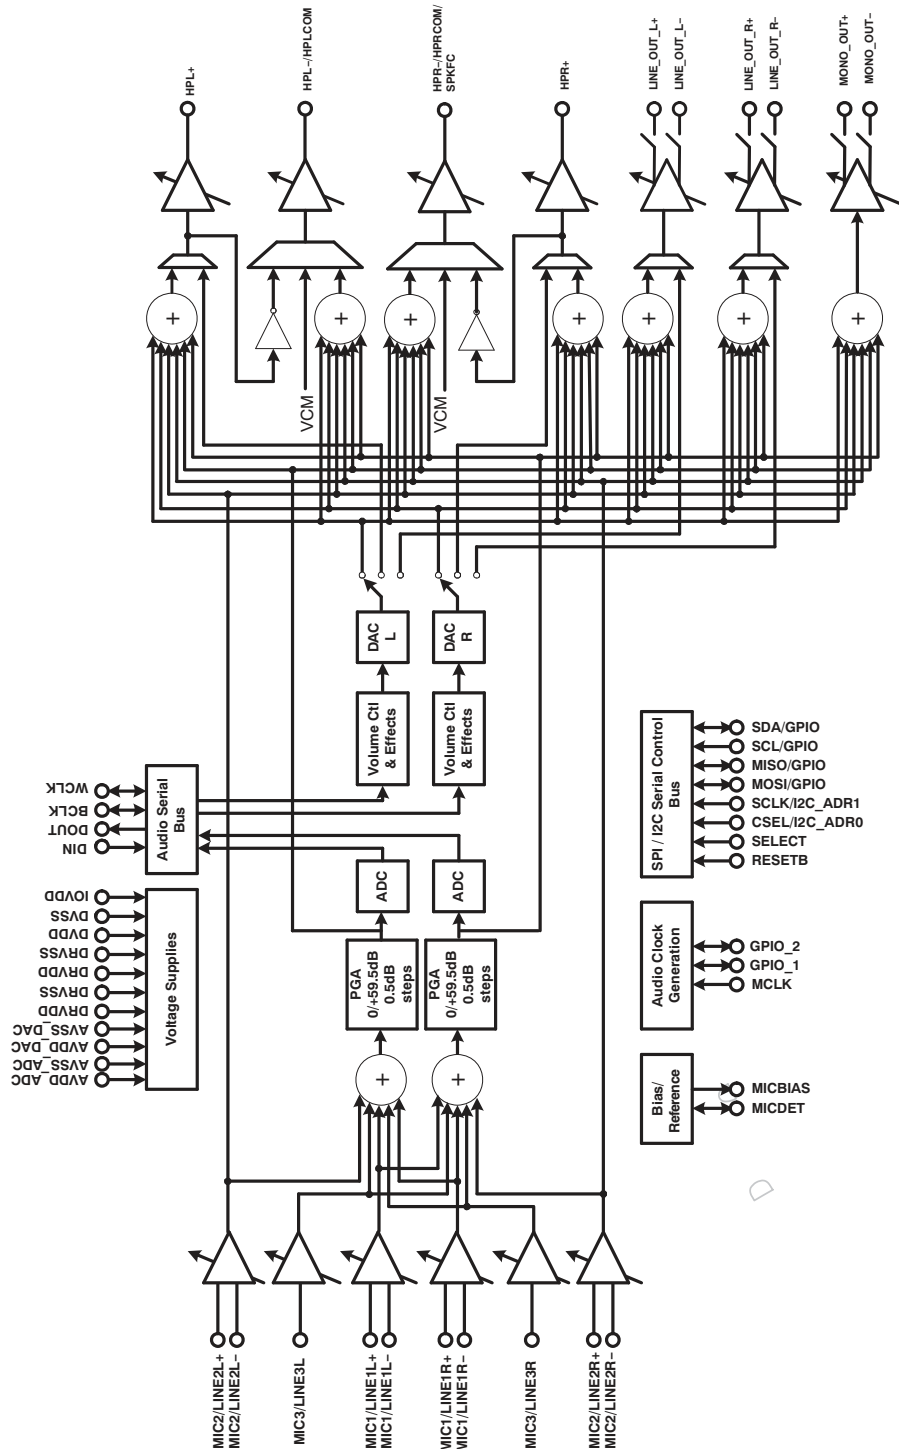 HPL+
HPL−/HPLCOM
HPR−/HPRCOM/
SPKFC
HPR+
LINE_OUT_L+
LINE_OUT_L−
LINE_OUT_R+
LINE_OUT_R−
MONO_OUT+
MONO_OUT−
+
+
+
+
+
+
+
VCM
VCM
DAC
L
DAC
R
Volume Ctl
& Effects
Volume Ctl
& Effects
WCLK
BCLK
DOUT
DIN
Audio Serial
Bus
ADC
ADC
IOVDD
DVSS
DVDD
DRVSS
DRVDD
DRVSS
DRVDD
AVSS_DAC
AVDD_DAC
AVSS_ADC
AVDD_ADC
Voltage Supplies
PGA
0/+59.5dB
0.5dB
steps
PGA
0/+59.5dB
0.5dB
steps
+
+
SPI / I2C Serial Control
Bus
SDA/GPIO
SCL/GPIO
MISO/GPIO
MOSI/GPIO
SCLK/I2C_ADR1
CSEL/I2C_ADR0
SELECT
RESETB
Audio Clock
Generation
GPIO_2
GPIO_1
MCLK
Bias/
Reference
MICBIAS
MICDET
D
MIC2/LINE2L+
MIC2/LINE2L−
MIC3/LINE3L
MIC1/LINE1L+
MIC1/LINE1L−
MIC1/LINE1R+
MIC1/LINE1R−
MIC3/LINE3R
MIC2/LINE2R+
MIC2/LINE2R−